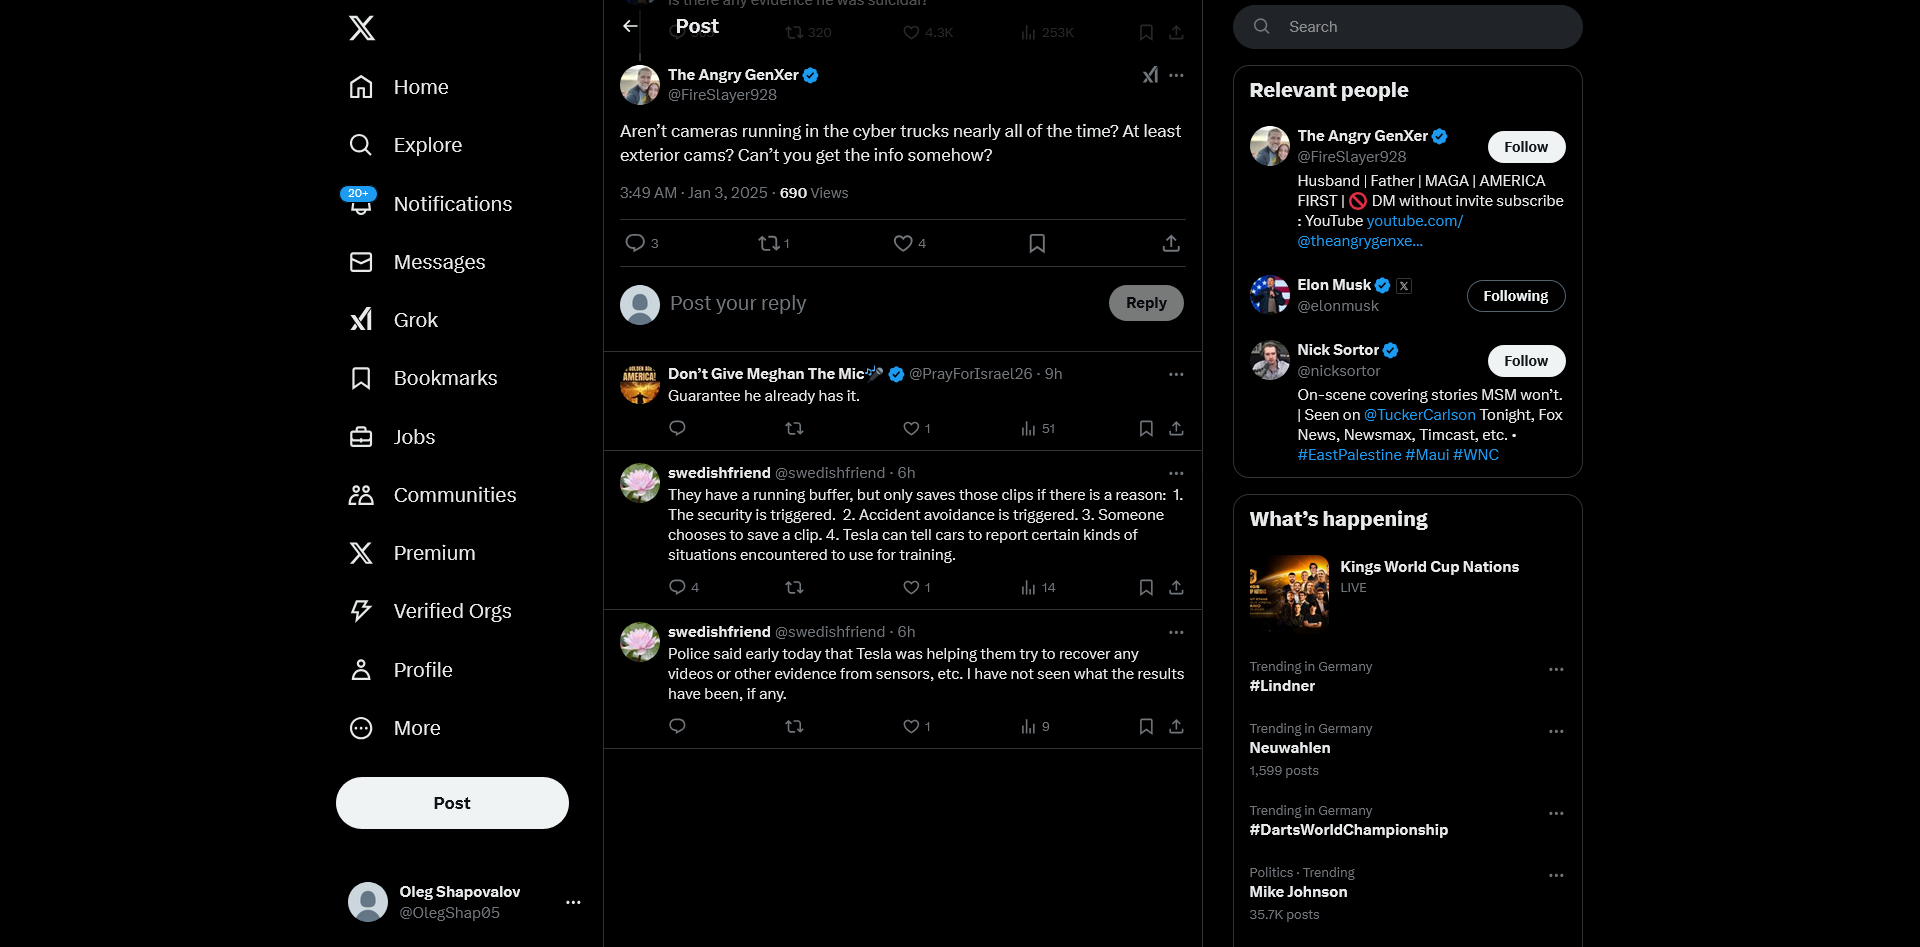 Home
Explore
20+
Notifications
Messages
Grok
Bookmarks
Jobs
Communities
Premium
Verified Orgs
Profile
More
Post
Oleg Shapovalov
@OlegShap05
Is there any evidence he was suicidal?
Post
320
4.3K
253K
The Angry GenXer
@FireSlayer928
Aren’t cameras running in the cyber trucks nearly all of the time? At least
exterior cams? Can’t you get the info somehow?
3:49 AM · Jan 3, 2025 · 690 Views
3
1
4
Post your reply
Reply
Don’t Give Meghan The Mic🎤 @PrayForIsrael26 · 9h
Guarantee he already has it.
1
51
swedishfriend @swedishfriend · 6h
They have a running buffer, but only saves those clips if there is a reason: 1.
The security is triggered. 2. Accident avoidance is triggered. 3. Someone
chooses to save a clip. 4. Tesla can tell cars to report certain kinds of
situations encountered to use for training.
4
1
14
swedishfriend @swedishfriend · 6h
Police said early today that Tesla was helping them try to recover any
videos or other evidence from sensors, etc. I have not seen what the results
have been, if any.
1
9
Search
Relevant people
The Angry GenXer
@FireSlayer928
Follow
Husband | Father | MAGA | AMERICA
FIRST | 🚫 DM without invite subscribe
: YouTube youtube.com/
@theangrygenxe…
Elon Musk
@elonmusk
Following
Nick Sortor
@nicksortor
Follow
On-scene covering stories MSM won’t.
| Seen on @TuckerCarlson Tonight, Fox
News, Newsmax, Timcast, etc. •
#EastPalestine #Maui #WNC
What’s happening
Kings World Cup Nations
LIVE
Trending in Germany
#Lindner
Trending in Germany
Neuwahlen
1,599 posts
Trending in Germany
#DartsWorldChampionship
Politics · Trending
Mike Johnson
35.7K posts